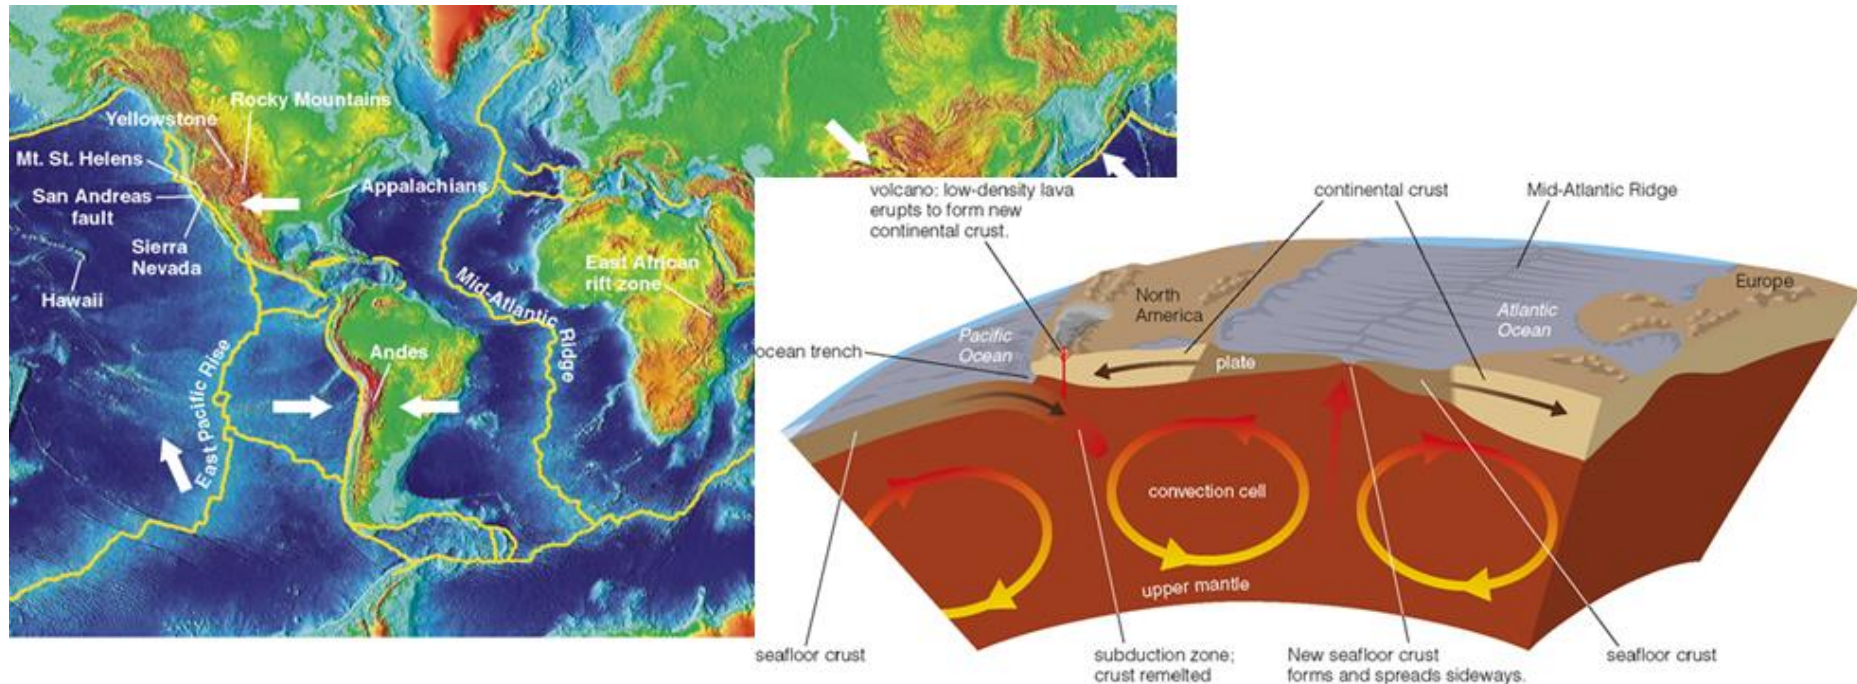 Rocky Mountains
Yellowstone
Mt. St. Helens
San Andreas
fault
Appalachians
Sierra
Nevada
Hawaii
East African
rift zone
Mid-Atlantic Ridge
Andes
East Pacific Rise
volcano: low-density lava
erupts to form new
continental crust.
continental crust
Mid-Atlantic Ridge
North
America
Europe
Pacific
Ocean
Atlantic
Ocean
ocean trench
plate
convection cell
upper mantle
seafloor crust
subduction zone;
crust remelted
New seafloor crust
forms and spreads sideways.
seafloor crust